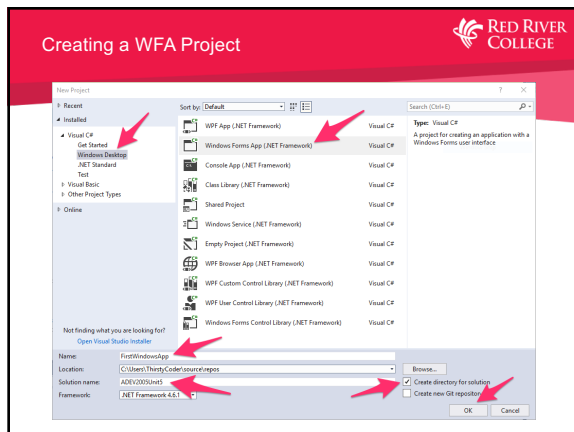 Creating a WFA Project
RED RIVER
COLLEGE
New Project
? ×
Recent
Installed
Visual C#
Get Started
Windows Desktop
.NET Standard
Test
Visual Basic
Other Project Types
Online
Not finding what you are looking for?
Open Visual Studio Installer
Sort by: Default
WPF App (.NET Framework) Visual C#
Windows Forms App (.NET Framework) Visual C#
Console App (.NET Framework) Visual C#
Class Library (.NET Framework) Visual C#
Shared Project Visual C#
Windows Service (.NET Framework) Visual C#
Empty Project (.NET Framework) Visual C#
WPF Browser App (.NET Framework) Visual C#
WPF Custom Control Library (.NET Framework) Visual C#
WPF User Control Library (.NET Framework) Visual C#
Windows Forms Control Library (.NET Framework) Visual C#
Search (Ctrl+E)
Type: Visual C#
A project for creating an application with a
Windows Forms user interface
Name: FirstWindowsApp
Location: C:\Users\ThirstyCoder\source\repos Browse...
Solution name: ADEV2005Unit5 Create directory for solution
Framework: .NET Framework 4.6.1 Create new Git repository
OK Cancel